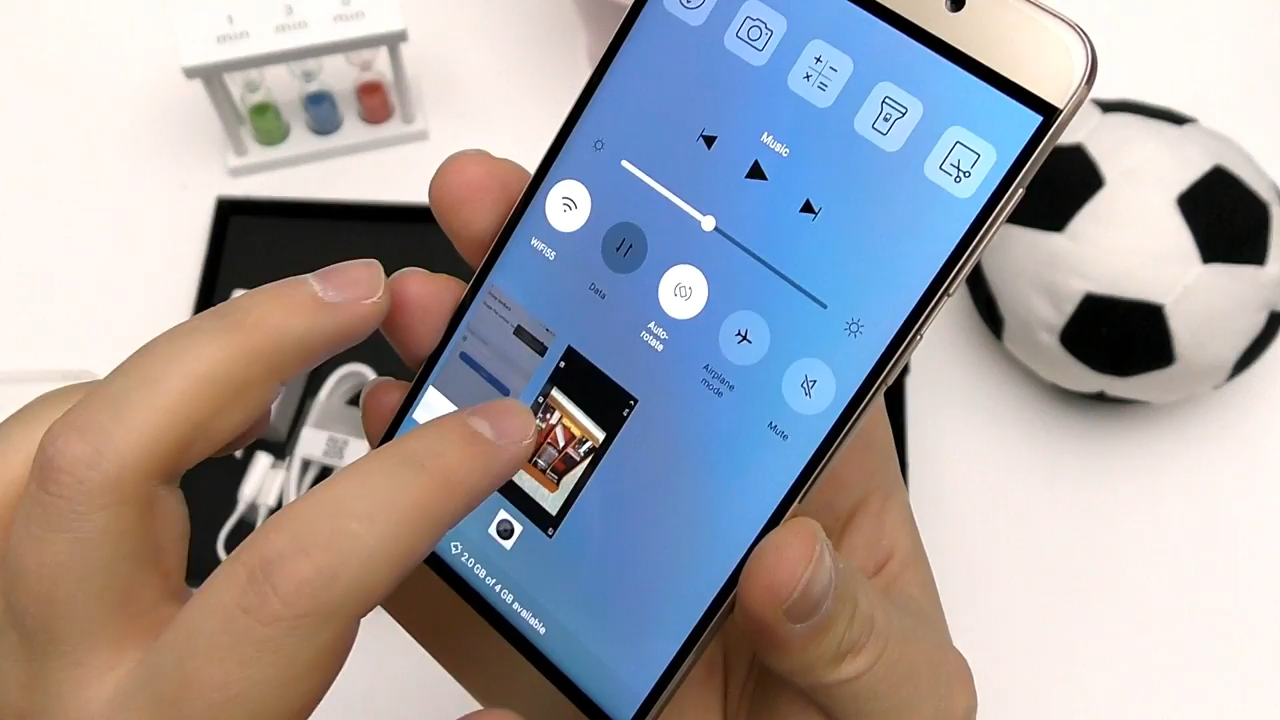 1 3 5
min min min
Music
WiFi55
Data
Auto-
rotate
Airplane
mode
Mute
2.0 GB of 4 GB available